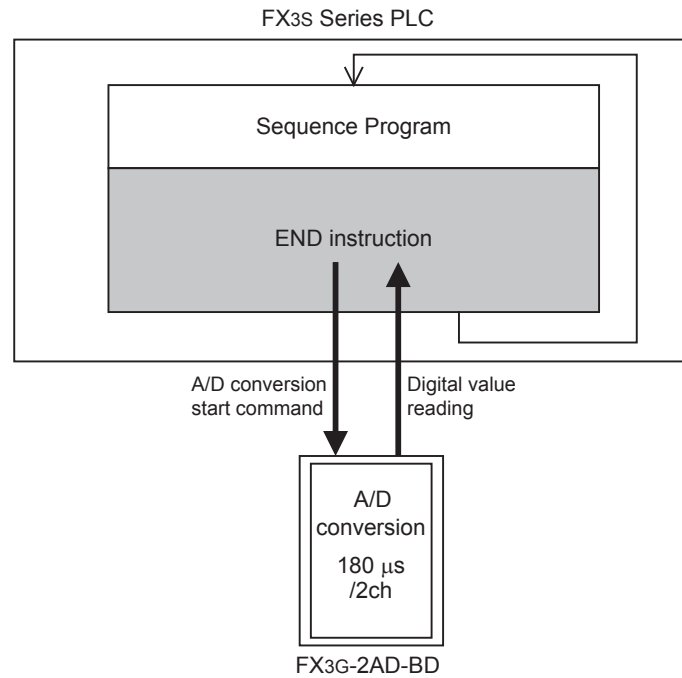 FX3S Series PLC
Sequence Program
END instruction
A/D conversion
start command
Digital value
reading
A/D
conversion
180 μs
/2ch
FX3G-2AD-BD